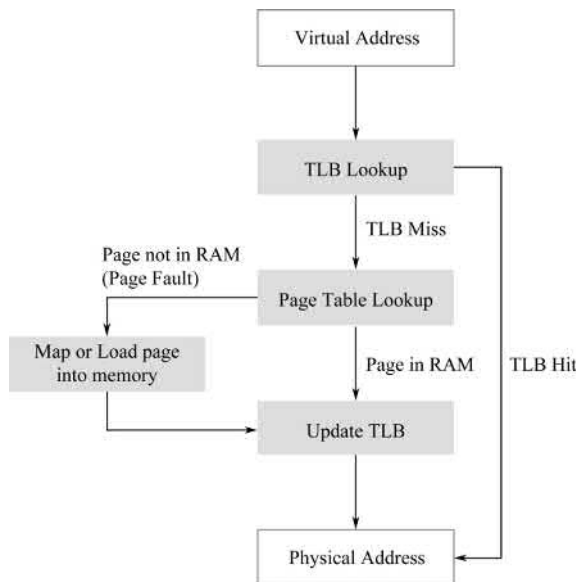 Virtual Address
TLB Lookup
TLB Miss
Page not in RAM
(Page Fault)
Page Table Lookup
Map or Load page
into memory
Page in RAM
TLB Hit
Update TLB
Physical Address